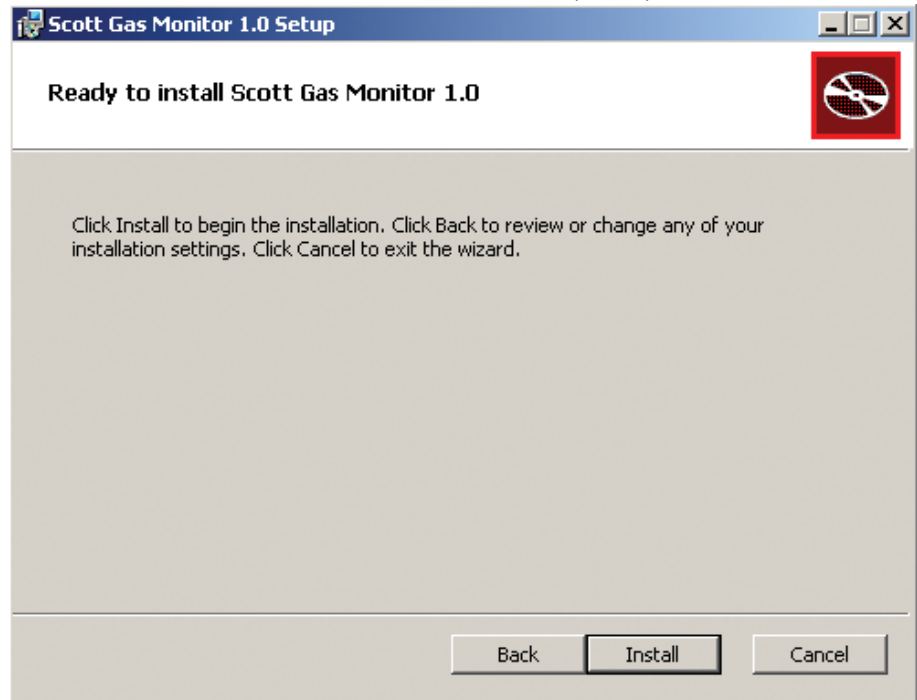 Scott Gas Monitor 1.0 Setup
Ready to install Scott Gas Monitor 1.0
Click Install to begin the installation. Click Back to review or change any of your
installation settings. Click Cancel to exit the wizard.
Back Install Cancel